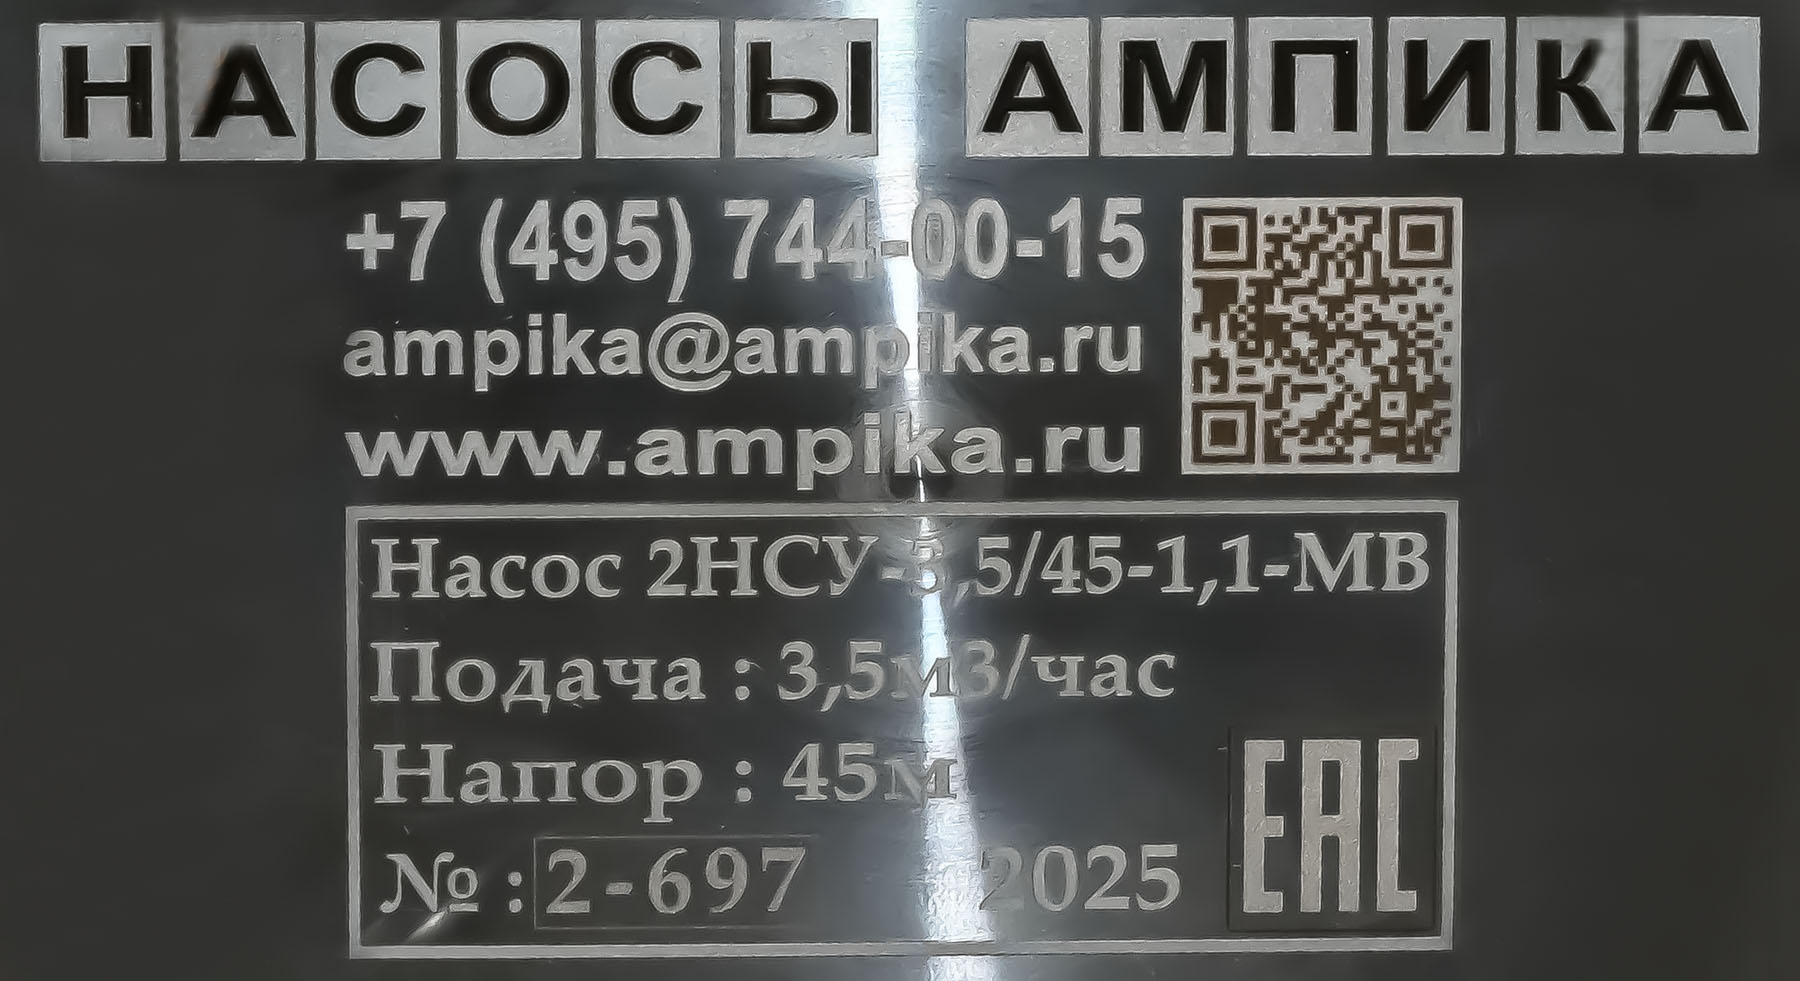 НАСОСЫ АМПИКА
+7 (495) 744-00-15
ampika@ampika.ru
www.ampika.ru
Насос 2НСУ-3,5/45-1,1-МВ
Подача : 3,5м3/час
Напор : 45м
№ : 2-697 2025
ЕАС